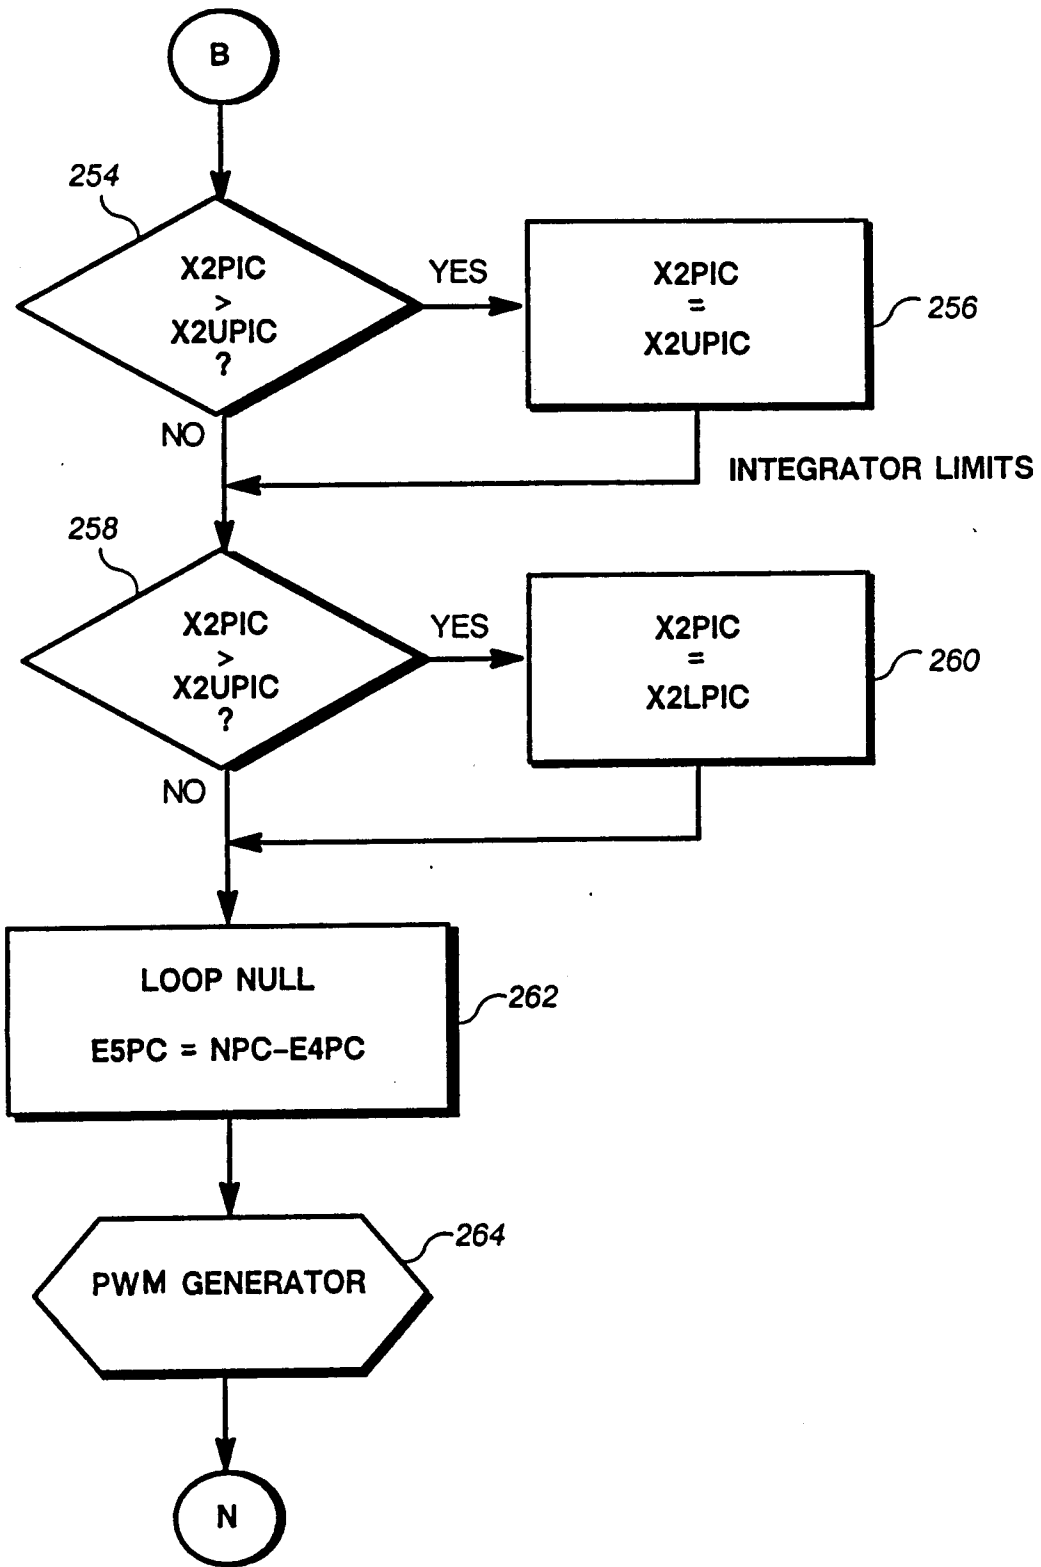 B
254
X2PIC
>
X2UPIC
?
YES
X2PIC
=
X2UPIC
256
NO
INTEGRATOR LIMITS
258
X2PIC
>
X2UPIC
?
YES
X2PIC
=
X2LPIC
260
NO
LOOP NULL
E5PC = NPC-E4PC
262
PWM GENERATOR
264
N